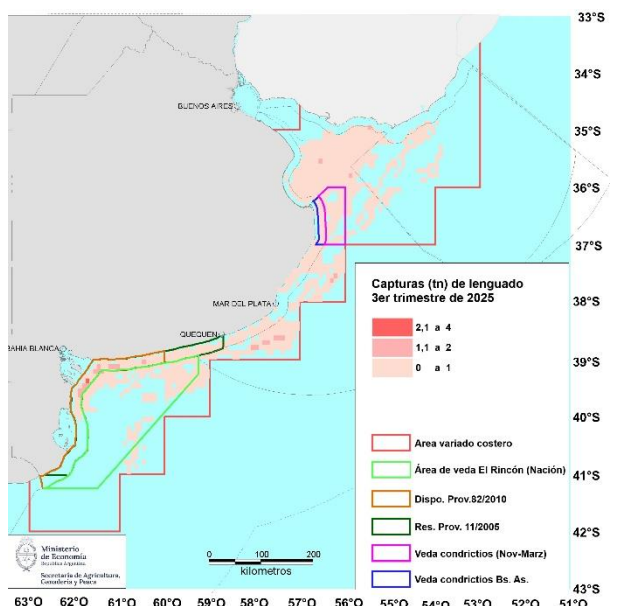 33°S
34°S
BUENOS AIRES
35°S
36°S
37°S
Capturas (tn) de lenguado
3er trimestre de 2025
2,1 a 4
1,1 a 2
0 a 1
MAR DEL PLATA
38°S
QUEQUEN
BAHIA BLANCA
39°S
40°S
Area variado costero
Área de veda El Rincón (Nación)
41°S
Dispo. Prov.82/2010
Res. Prov. 11/2005
42°S
Veda condrictios (Nov-Marz)
Veda condrictios Bs. As.
43°S
Ministerio
de Economía
República Argentina
Secretaría de Agricultura,
Ganadería y Pesca
0 100 200
kilometros
63°O 62°O 61°O 60°O 59°O 58°O 57°O 56°O 55°O 54°O 53°O 52°O 51°O